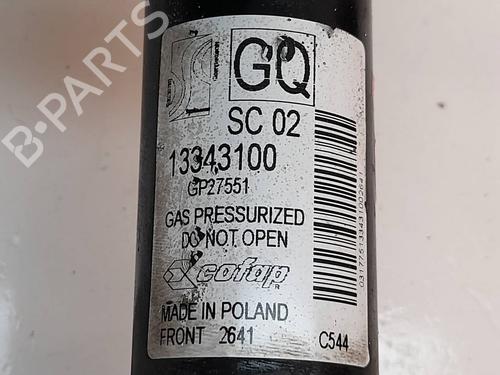 B-PARTS
GQ
SC 02
13343100
GP27551
GAS PRESSURIZED
DO NOT OPEN
cofap
MADE IN POLAND
FRONT 2641
C544